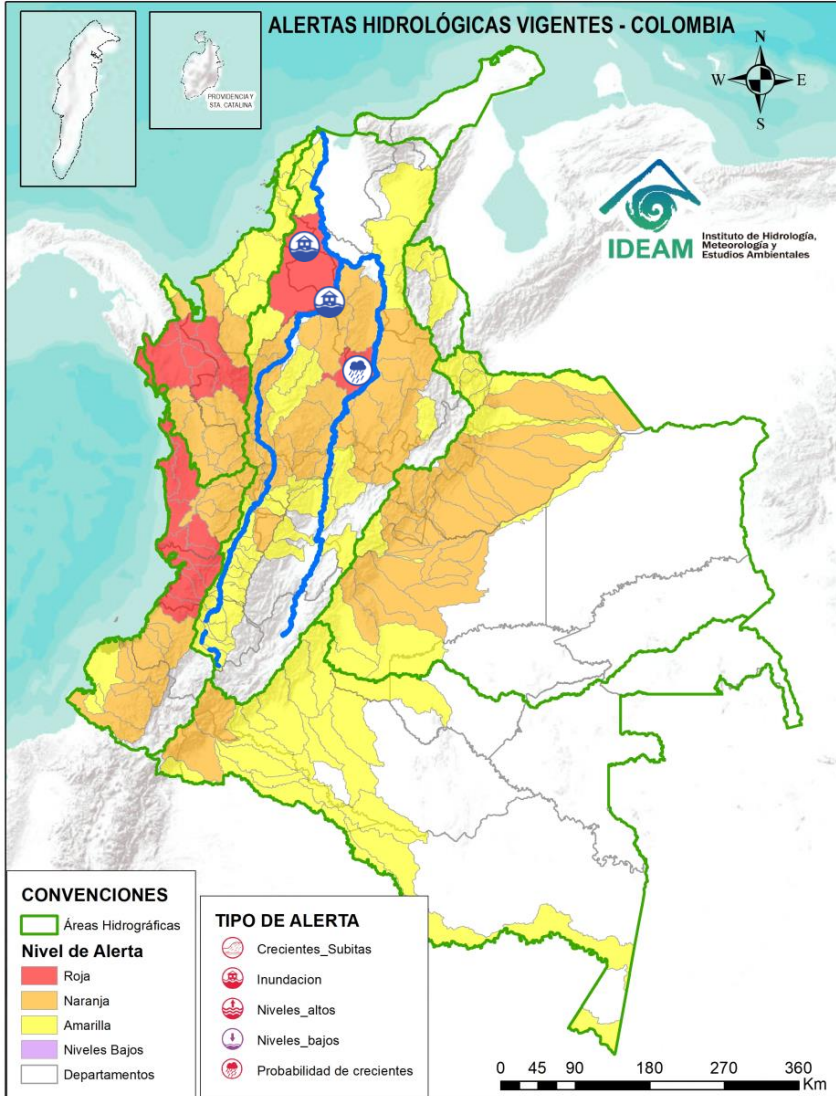 ALERTAS HIDROLÓGICAS VIGENTES - COLOMBIA
PROVIDENCIA Y
STA. CATALINA
N
W
E
S
IDEAM
Instituto de Hidrología,
Meteorología y
Estudios Ambientales
CONVENCIONES
Áreas Hidrográficas
Nivel de Alerta
Roja
Naranja
Amarilla
Niveles Bajos
Departamentos
TIPO DE ALERTA
Crecientes_Subitas
Inundacion
Niveles_altos
Niveles_bajos
Probabilidad de crecientes
0 45 90 180 270 360
Km